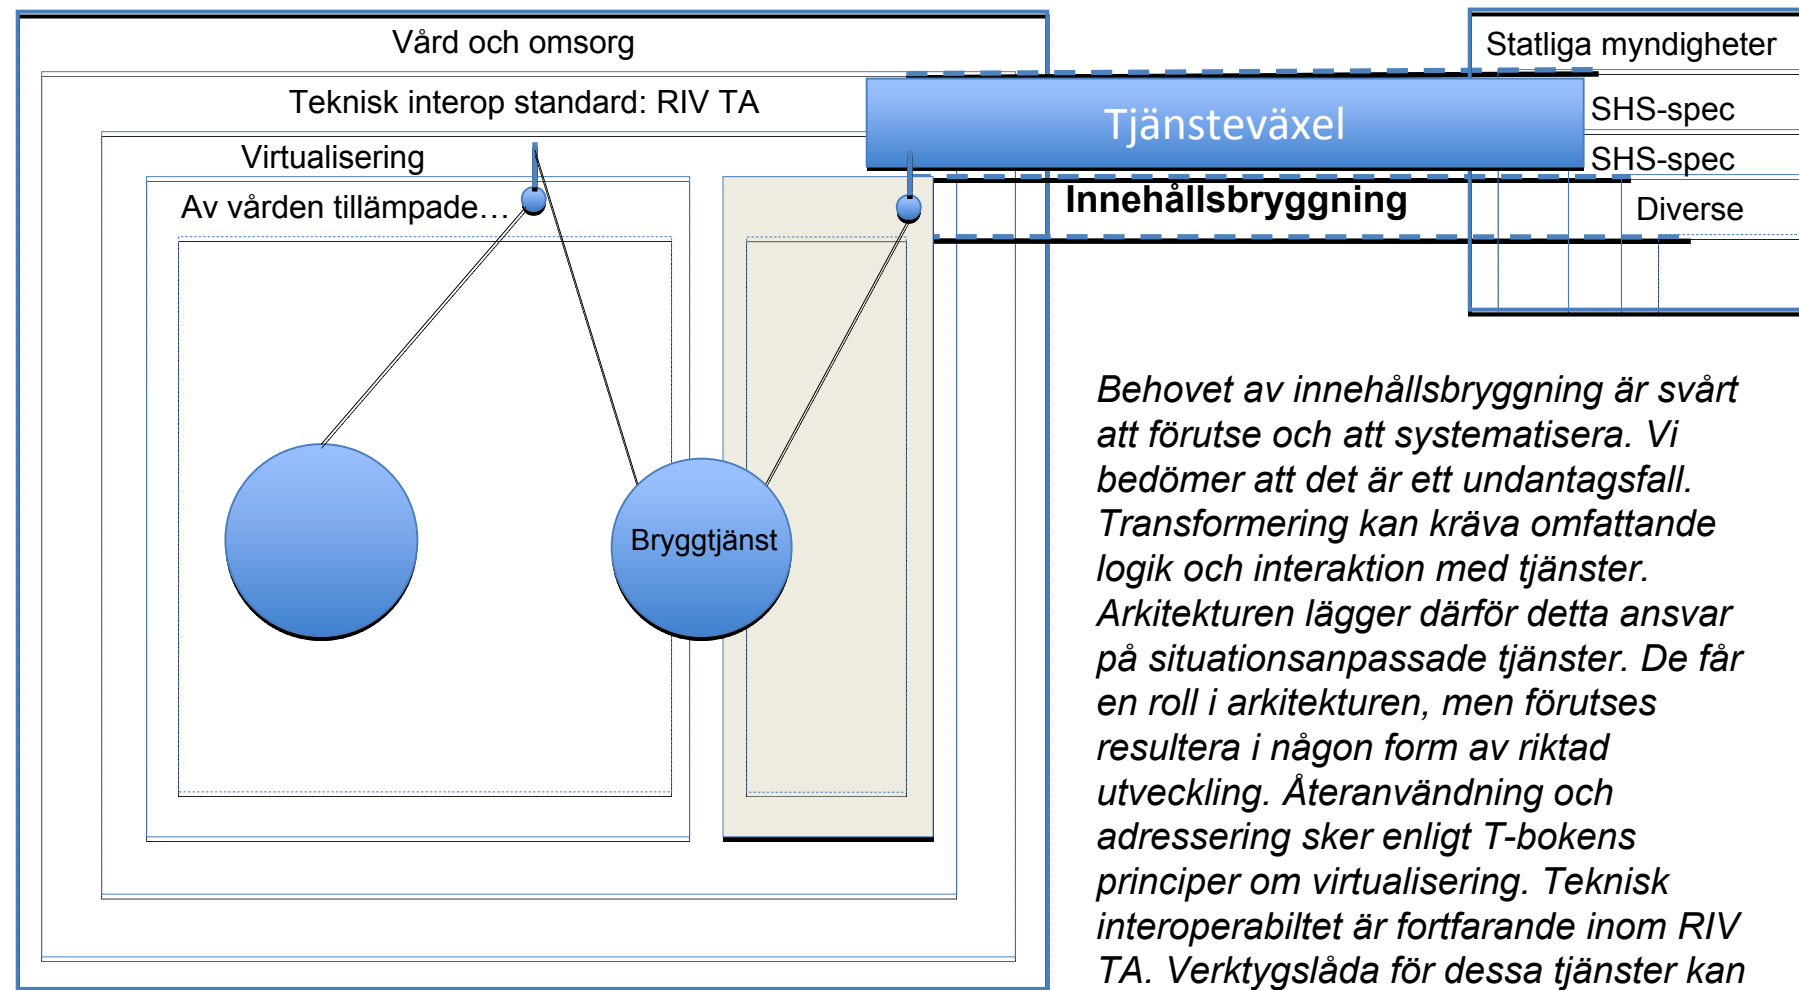 Vård och omsorg
Statliga myndigheter
Teknisk interop standard: RIV TA
Tjänsteväxel
SHS-spec
Virtualisering
SHS-spec
Av vården tillämpade…
Innehållsbryggning
Diverse
Bryggtjänst
Behovet av innehållsbryggning är svårt
att förutse och att systematisera. Vi
bedömer att det är ett undantagsfall.
Transformering kan kräva omfattande
logik och interaktion med tjänster.
Arkitekturen lägger därför detta ansvar
på situationsanpassade tjänster. De får
en roll i arkitekturen, men förutses
resultera i någon form av riktad
utveckling. Återanvändning och
adressering sker enligt T-bokens
principer om virtualisering. Teknisk
interoperabiltet är fortfarande inom RIV
TA. Verktygslåda för dessa tjänster kan